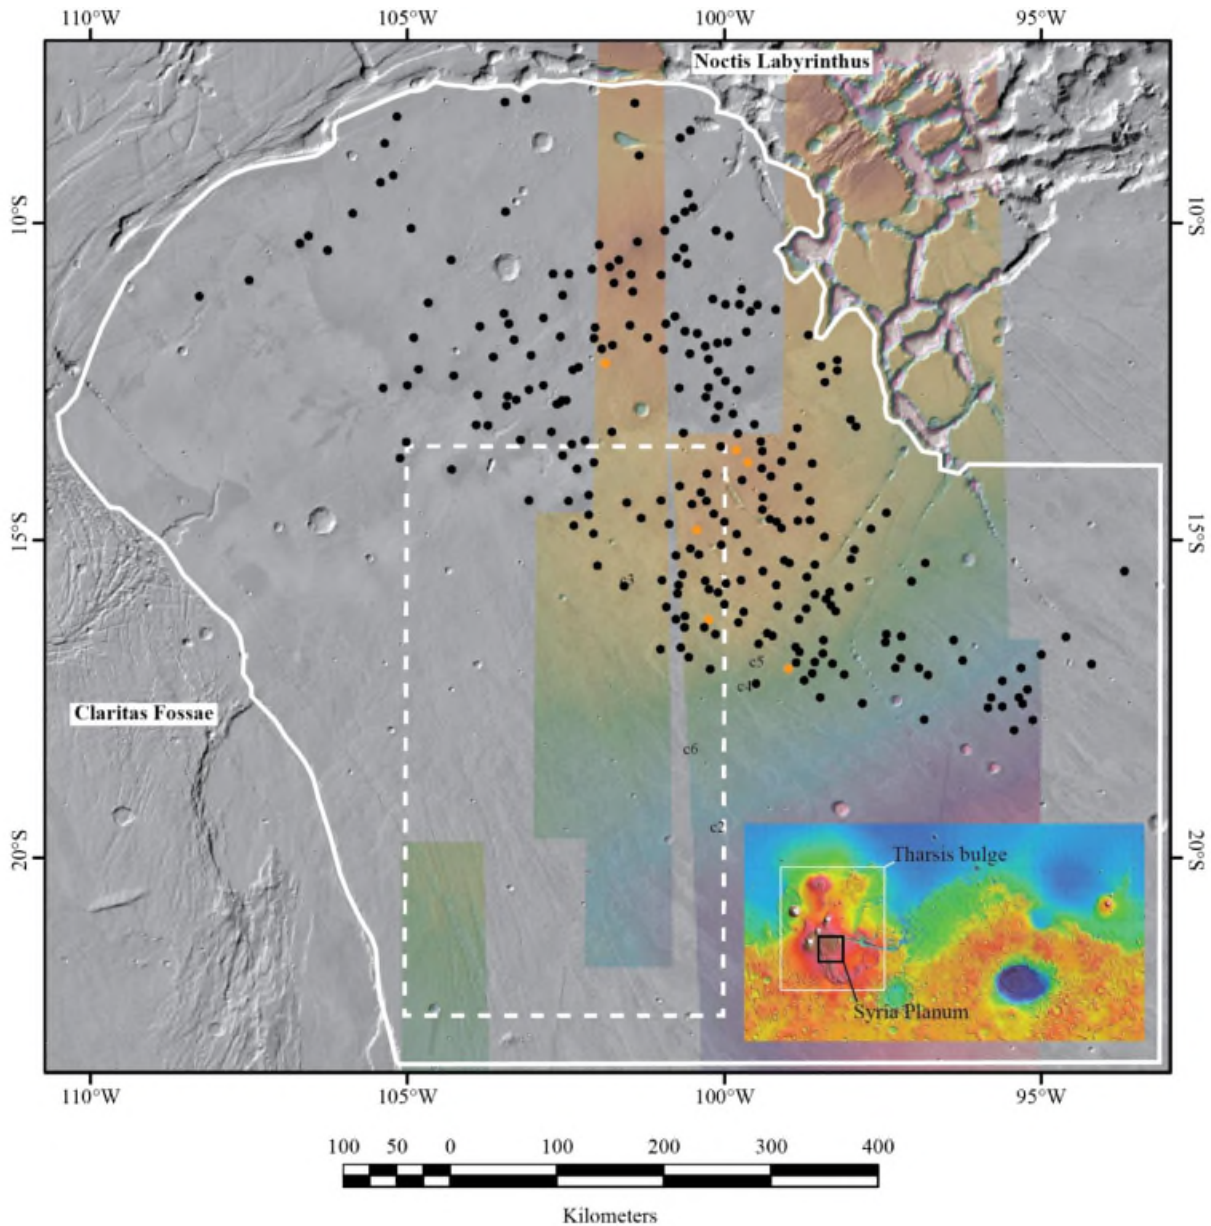 110°W 105°W 100°W 95°W
Noctis Labyrinthus
10°S 10°S
15°S 15°S
c3
c5
c4
Claritas Fossae
c6
c2
20°S 20°S
Tharsis bulge
Syria Planum
110°W 105°W 100°W 95°W
100 50 0 100 200 300 400
Kilometers